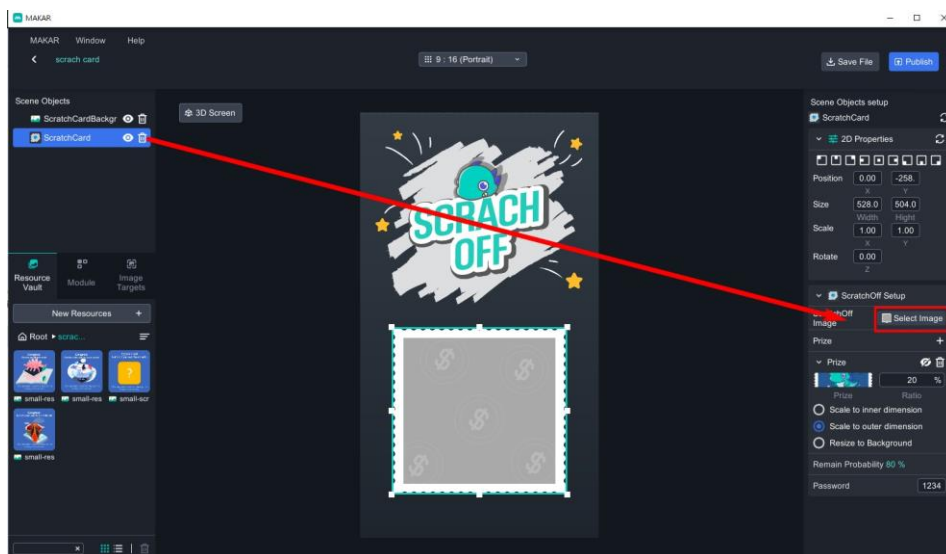 MAKAR
MAKAR Window Help
scrach card
9 : 16 (Portrait)
Save File
Publish
Scene Objects
ScratchCardBackgr
ScratchCard
3D Screen
SCRACH
OFF
Resource Vault
Module
Image Targets
New Resources +
Root scrac...
small-res
small-res
small-scr
small-res
Scene Objects setup
ScratchCard
2D Properties
Position 0.00 -258.
X Y
Size 528.0 504.0
Width Hight
Scale 1.00 1.00
X Y
Rotate 0.00
Z
ScratchOff Setup
Image
Select Image
Prize +
Prize
20 %
Prize Ratio
Scale to inner dimension
Scale to outer dimension
Resize to Background
Remain Probability 80 %
Password 1234